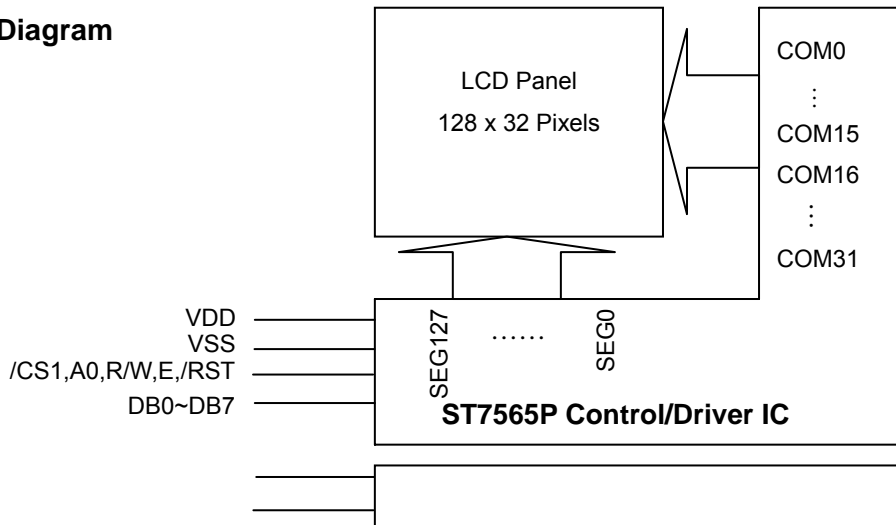 Diagram
LCD Panel
128 x 32 Pixels
COM0
⋮
COM15
COM16
⋮
COM31
VDD
VSS
/CS1,A0,R/W,E,/RST
DB0~DB7
SEG127 ...... SEG0
ST7565P Control/Driver IC